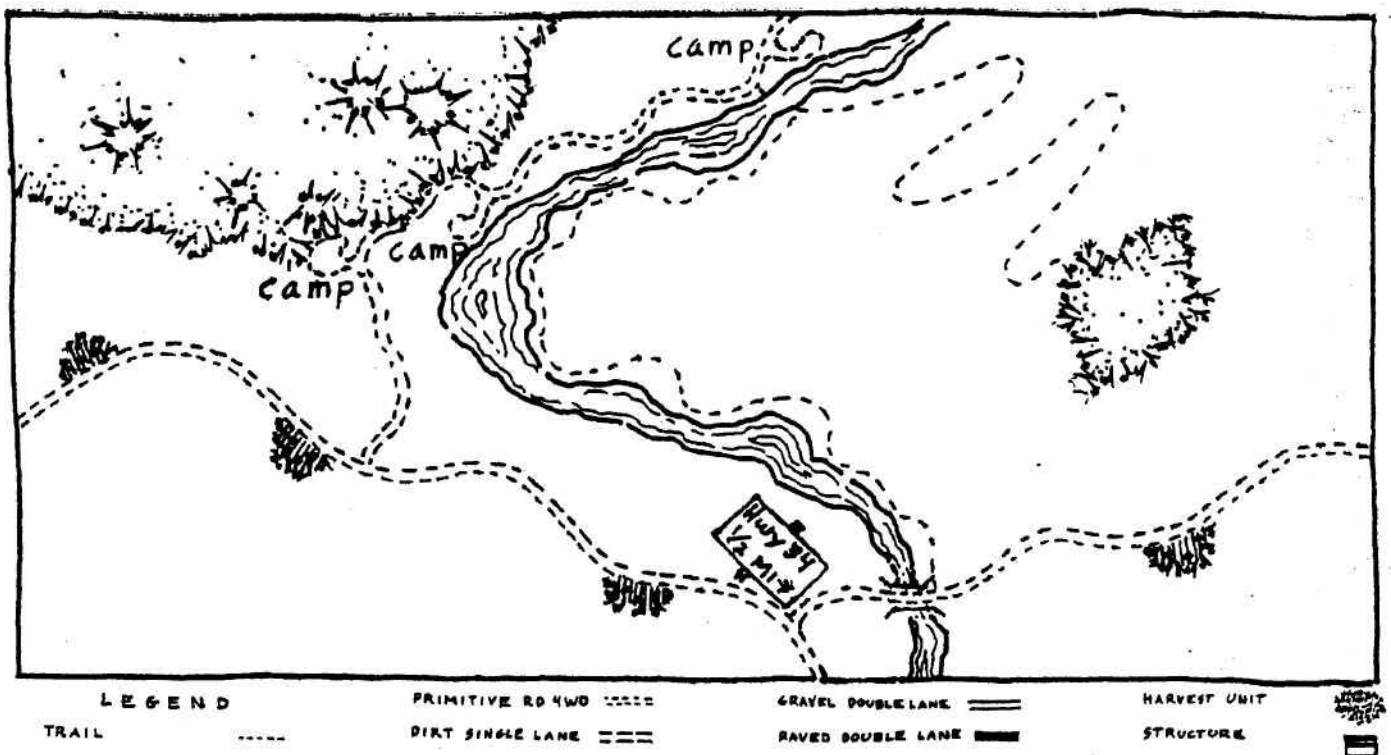 camp
camp
camp
Hwy 34
1/2 MI
LEGEND
TRAIL
PRIMITIVE RD 4WD
DIRT SINGLE LANE
GRAVEL DOUBLE LANE
PAVED DOUBLE LANE
HARVEST UNIT
STRUCTURE